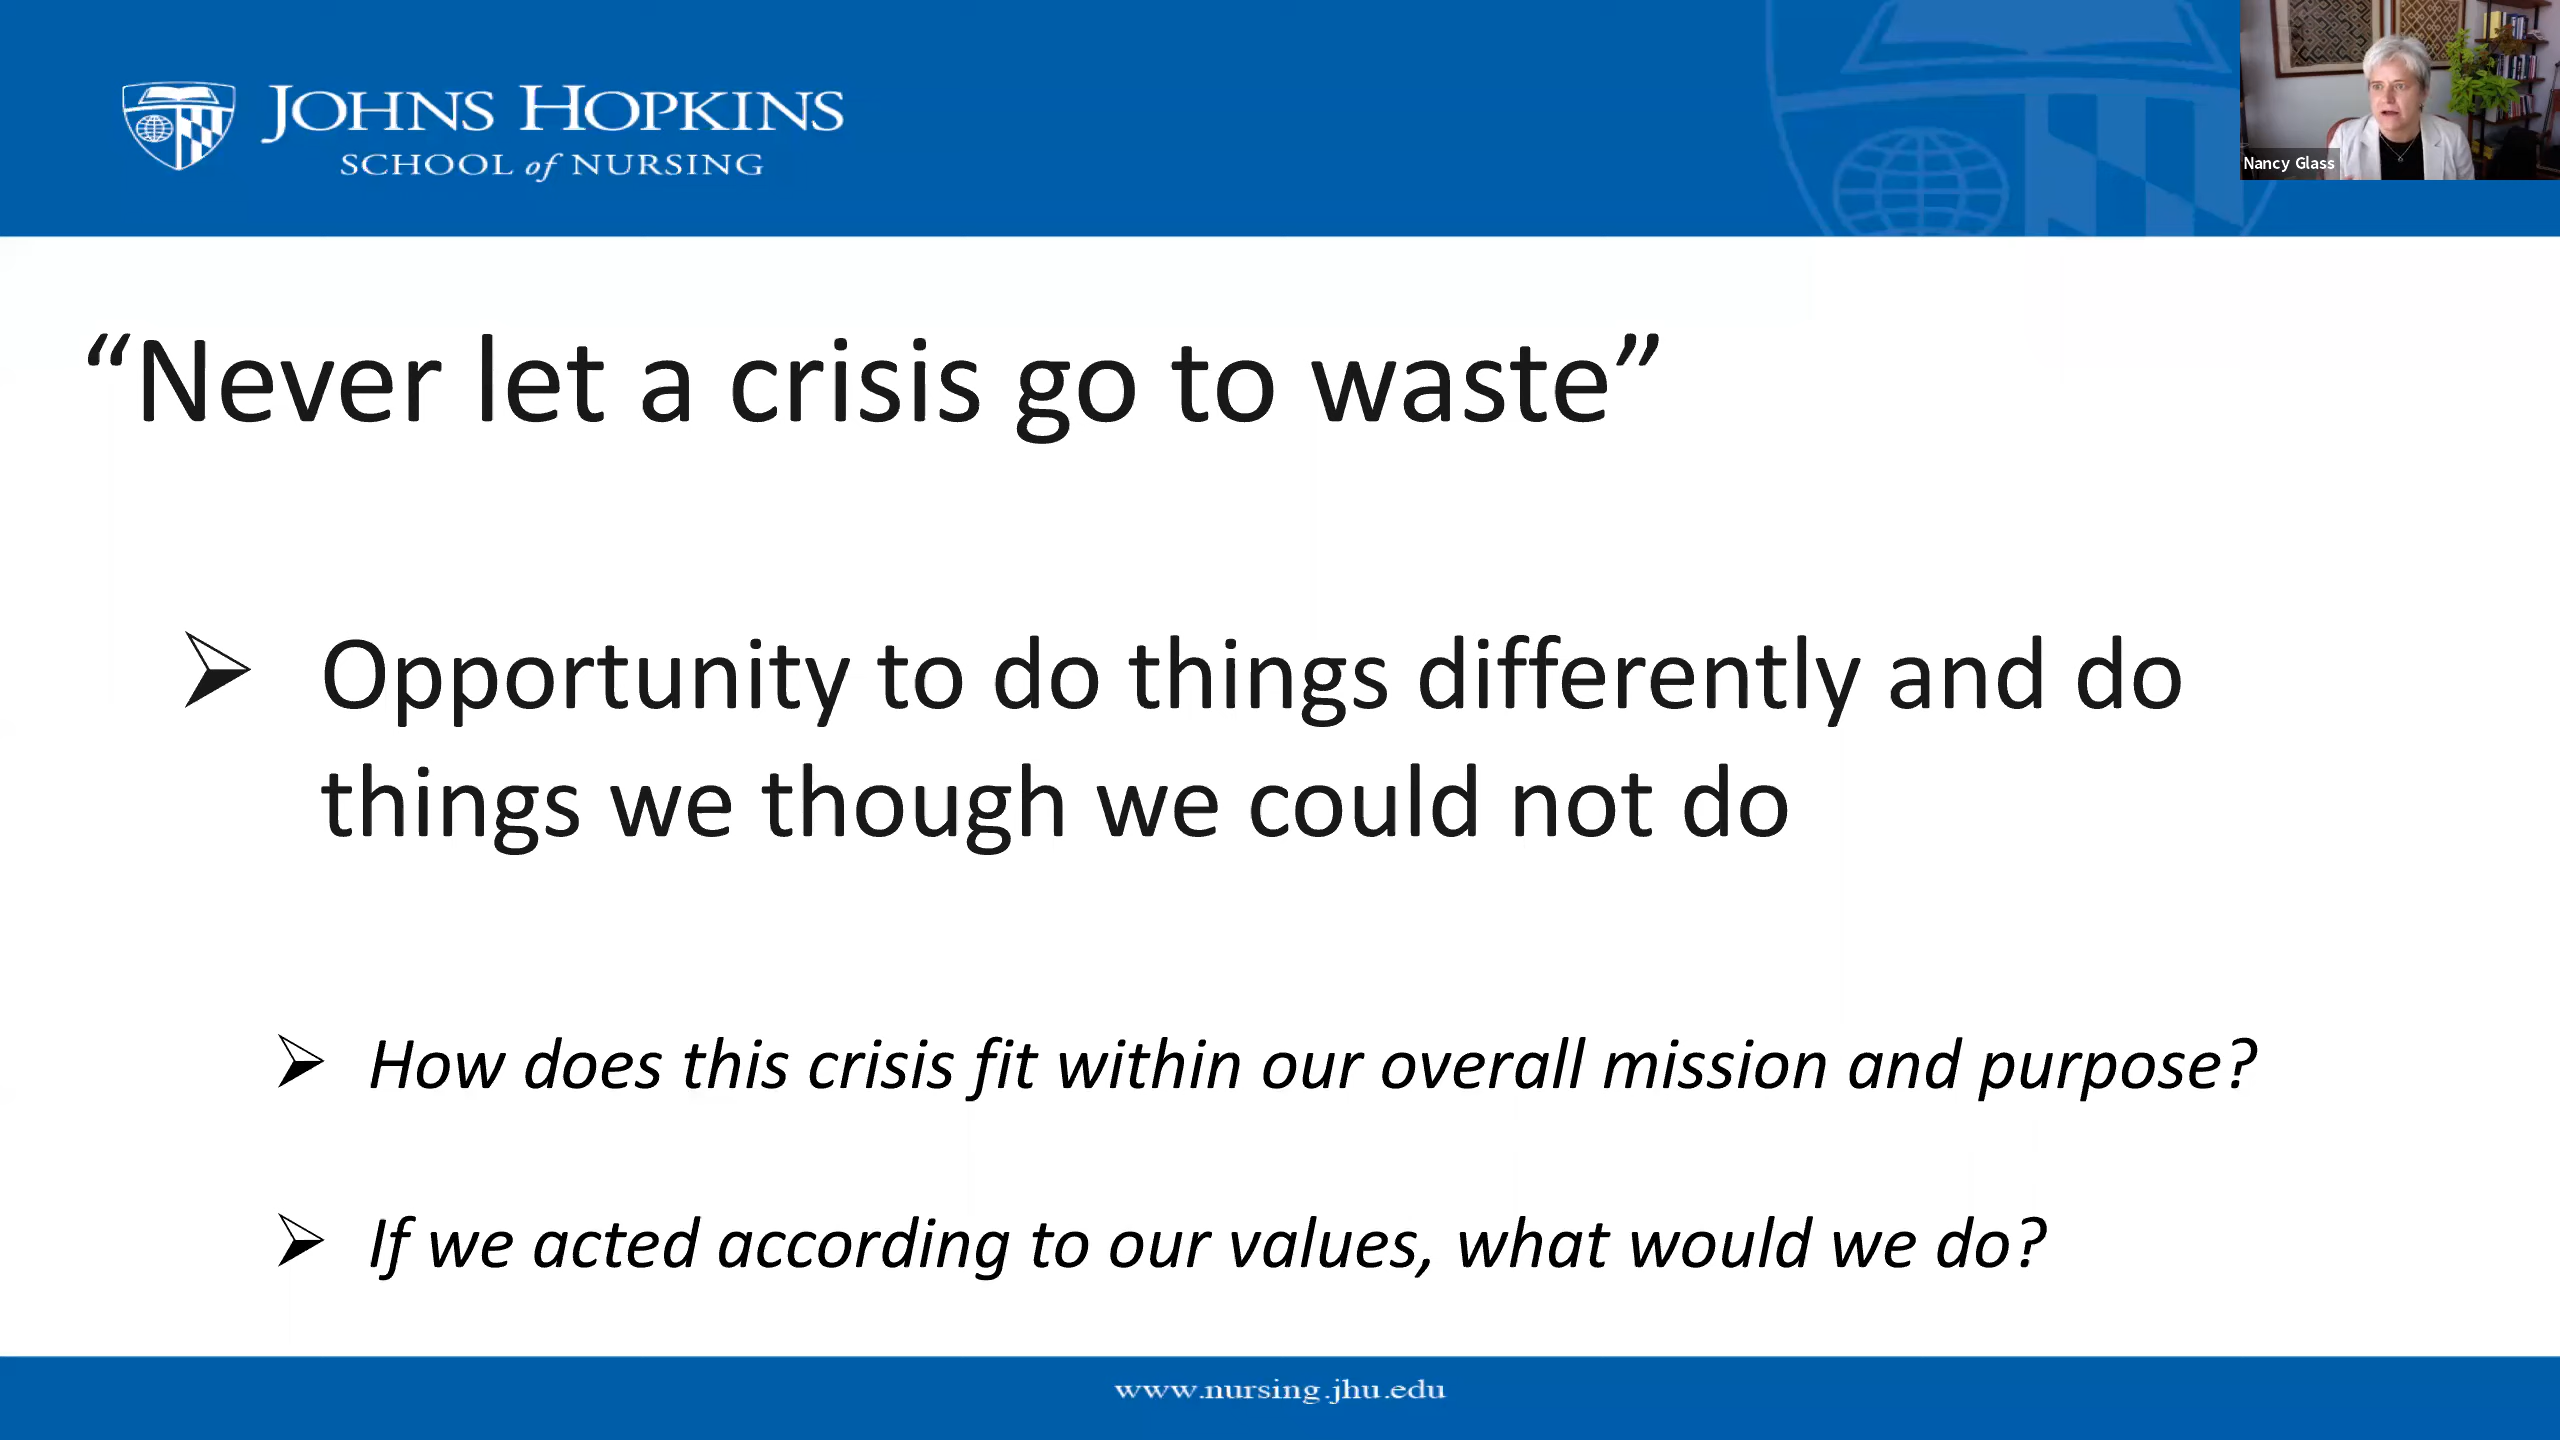 JOHNS HOPKINS
SCHOOL of NURSING
Nancy Glass
“Never let a crisis go to waste”
Opportunity to do things differently and do
things we though we could not do
How does this crisis fit within our overall mission and purpose?
If we acted according to our values, what would we do?
www.nursing.jhu.edu